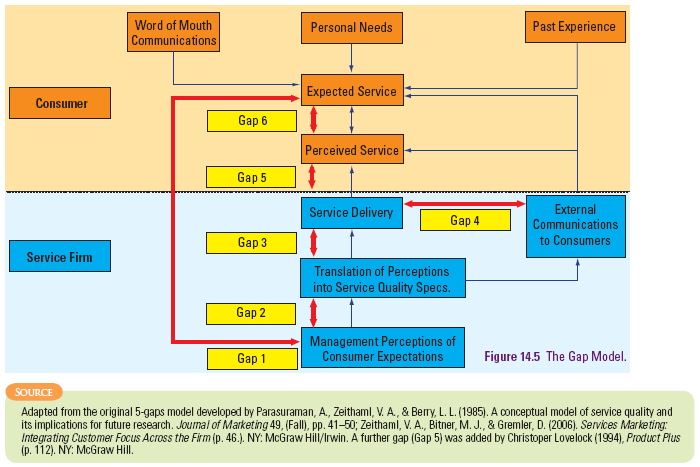 Word of Mouth
Communications
Personal Needs
Past Experience
Expected Service
Consumer
Gap 6
Perceived Service
Gap 5
Service Delivery
Gap 4
External
Communications
to Consumers
Gap 3
Service Firm
Translation of Perceptions
into Service Quality Specs.
Gap 2
Management Perceptions of
Consumer Expectations
Gap 1
Figure 14.5 The Gap Model.
SOURCE
Adapted from the original 5-gaps model developed by Parasuraman, A., Zeithaml, V. A., & Berry, L. L. (1985). A conceptual model of service quality and
its implications for future research. Journal of Marketing 49, (Fall), pp. 41–50; Zeithaml, V. A., Bitner, M. J., & Gremler, D. (2006). Services Marketing:
Integrating Customer Focus Across the Firm (p. 46.). NY: McGraw Hill/Irwin. A further gap (Gap 5) was added by Christoper Lovelock (1994), Product Plus
(p. 112). NY: McGraw Hill.